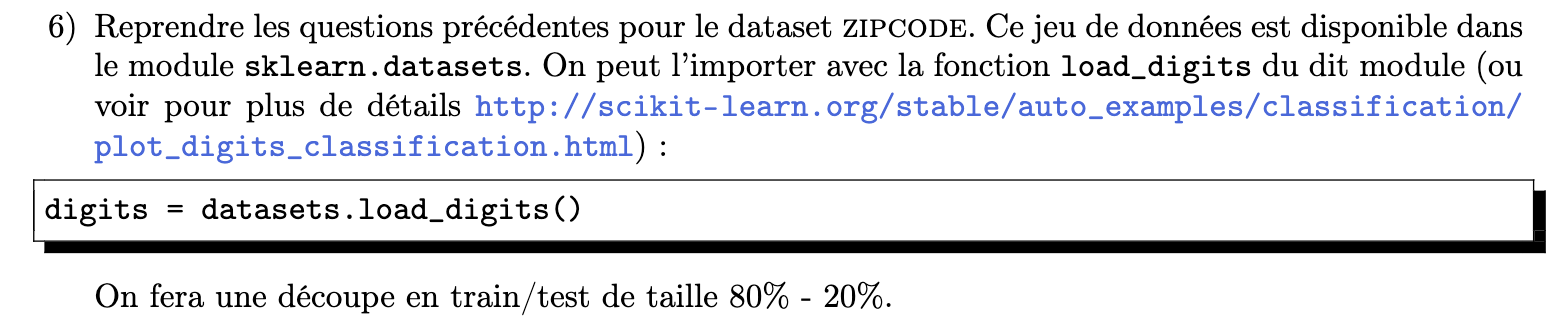 6) Reprendre les questions précédentes pour le dataset ZIPCODE. Ce jeu de données est disponible dans
le module sklearn.datasets. On peut l'importer avec la fonction load_digits du dit module (ou
voir pour plus de détails http://scikit-learn.org/stable/auto_examples/classification/
plot_digits_classification.html) :
digits = datasets.load_digits()
On fera une découpe en train/test de taille 80% - 20%.